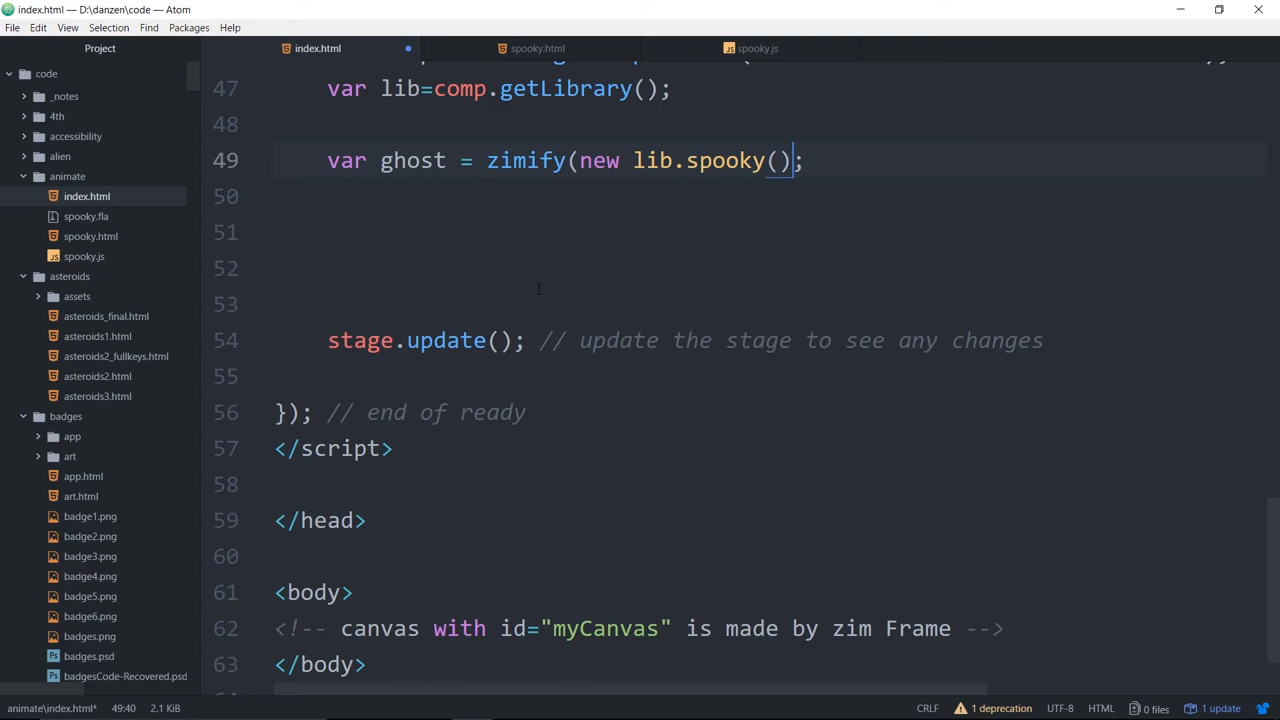 index.html — D:\danzen\code — Atom
File Edit View Selection Find Packages Help
Project
index.html
spooky.html
spooky.js
code
_notes
4th
accessibility
alien
animate
index.html
spooky.fla
spooky.html
spooky.js
asteroids
assets
asteroids_final.html
asteroids1.html
asteroids2_fullkeys.html
asteroids2.html
asteroids3.html
badges
app
art
app.html
art.html
badge1.png
badge2.png
badge3.png
badge4.png
badge5.png
badge6.png
badges.png
badges.psd
badgesCode-Recovered.psd
47 var lib=comp.getLibrary();
48
49 var ghost = zimify(new lib.spooky();
50
51
52
53
54 stage.update(); // update the stage to see any changes
55
56 }); // end of ready
57 </script>
58
59 </head>
60
61 <body>
62 <!-- canvas with id="myCanvas" is made by zim Frame -->
63 </body>
animate\index.html* 49:40 2.1 KiB CRLF 1 deprecation UTF-8 HTML 0 files 1 update